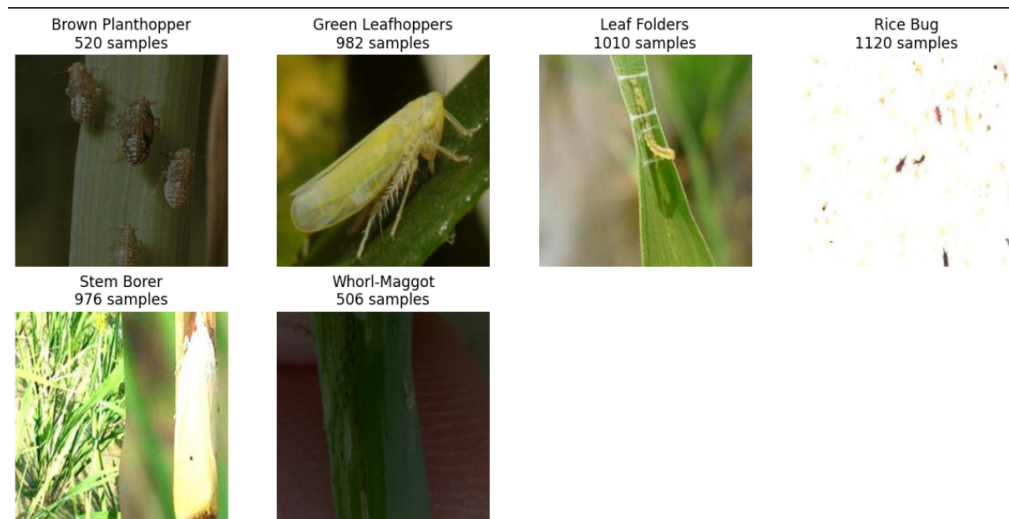 Brown Planthopper
520 samples
Green Leafhoppers
982 samples
Leaf Folders
1010 samples
Rice Bug
1120 samples
Stem Borer
976 samples
Whorl-Maggot
506 samples